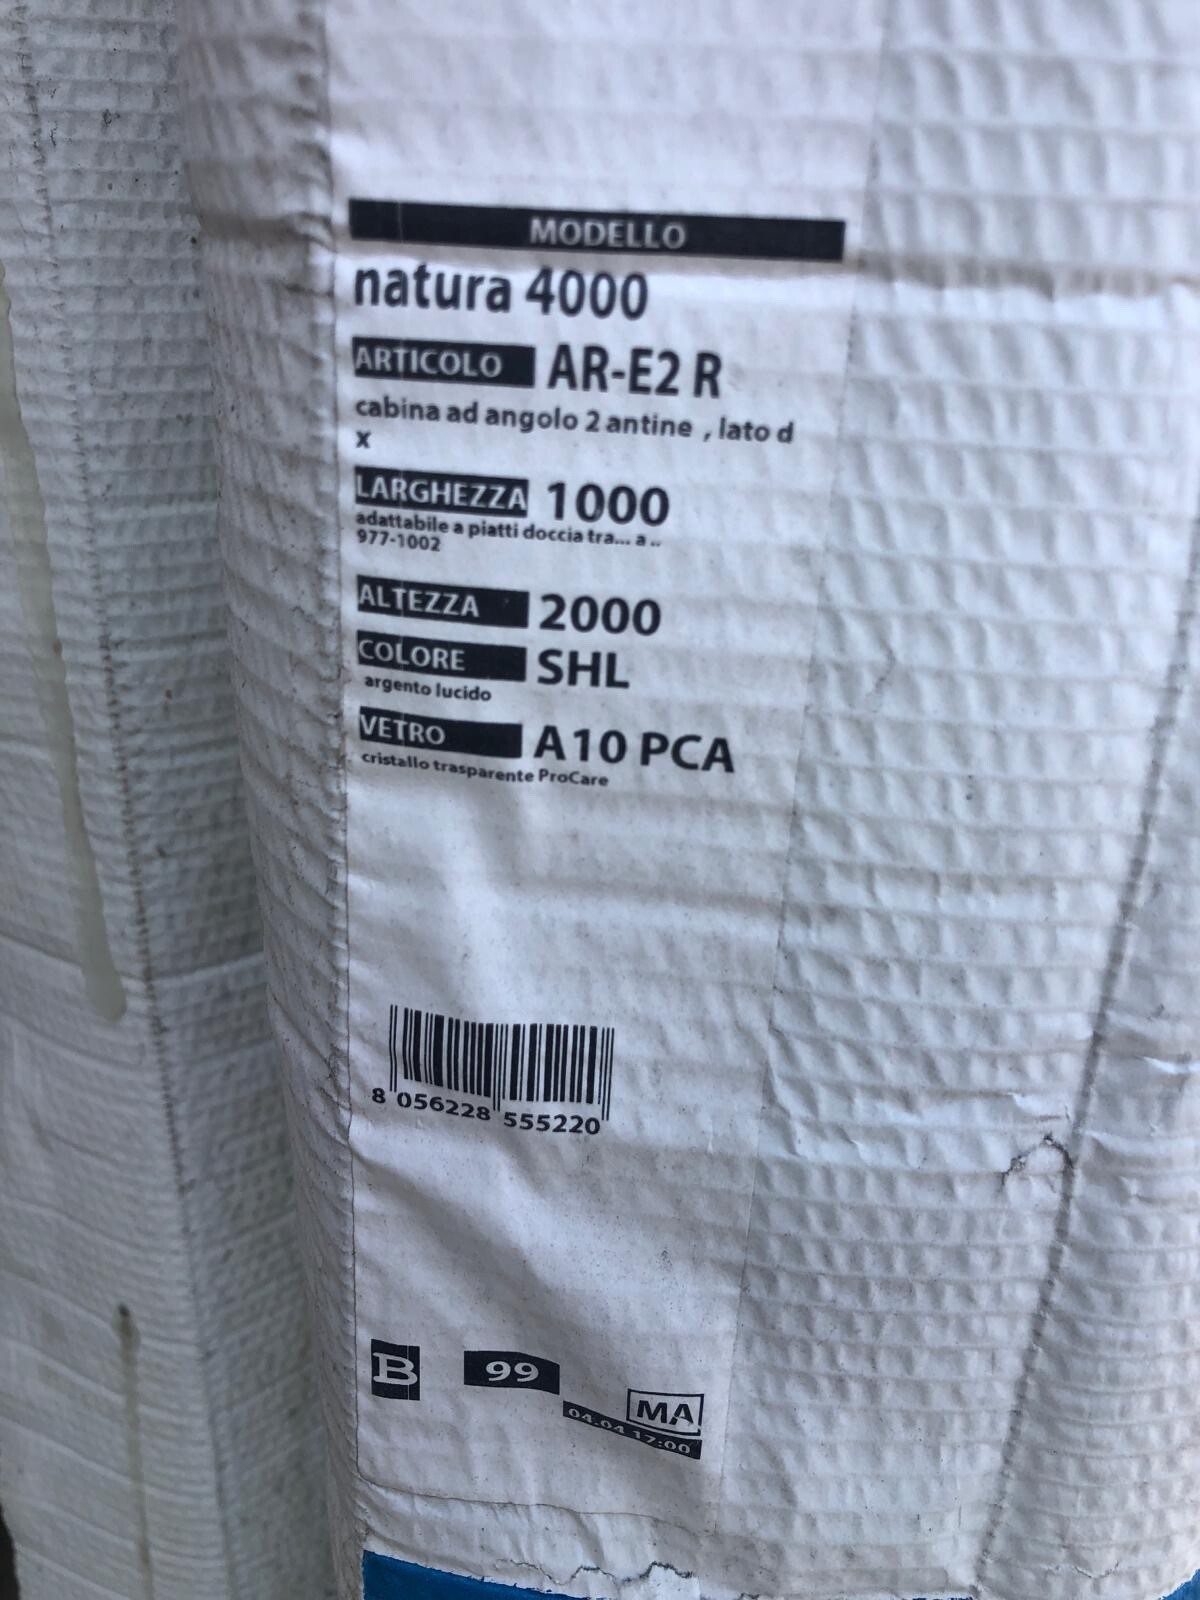 MODELLO
natura 4000
ARTICOLO AR-E2 R
cabina ad angolo 2 antine , lato d
x
LARGHEZZA 1000
adattabile a piatti doccia tra... a ..
977-1002
ALTEZZA 2000
COLORE SHL
argento lucido
VETRO A10 PCA
cristallo trasparente ProCare
8 056228 555220
B 99 MA
04.04 17:00